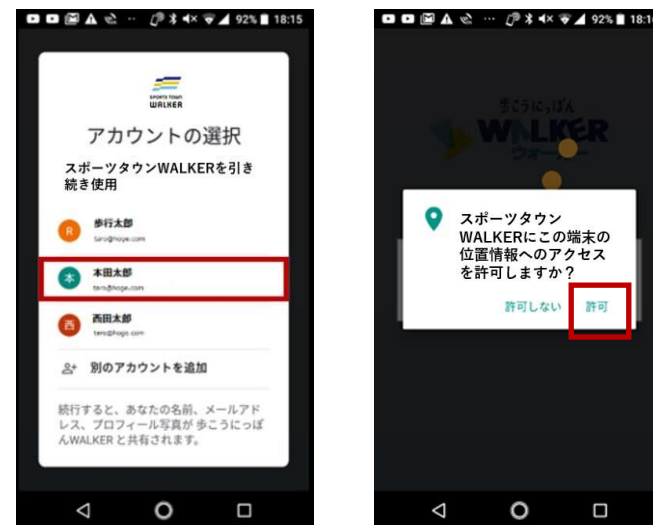 92% 18:15
SPORTS TOWN
WALKER
アカウントの選択
スポーツタウンWALKERを引き
続き使用
R
歩行太郎
taro@hoge.com
本
本田太郎
taro@hoge.com
西
西田太郎
taro@hoge.com
別のアカウントを追加
続行すると、あなたの名前、メールアド
レス、プロフィール写真が 歩こうにっぽ
んWALKER と共有されます。
92% 18:1
歩こうにっぽん
WALKER
ウォーカー
スポーツタウン
WALKERにこの端末の
位置情報へのアクセス
を許可しますか？
許可しない 許可